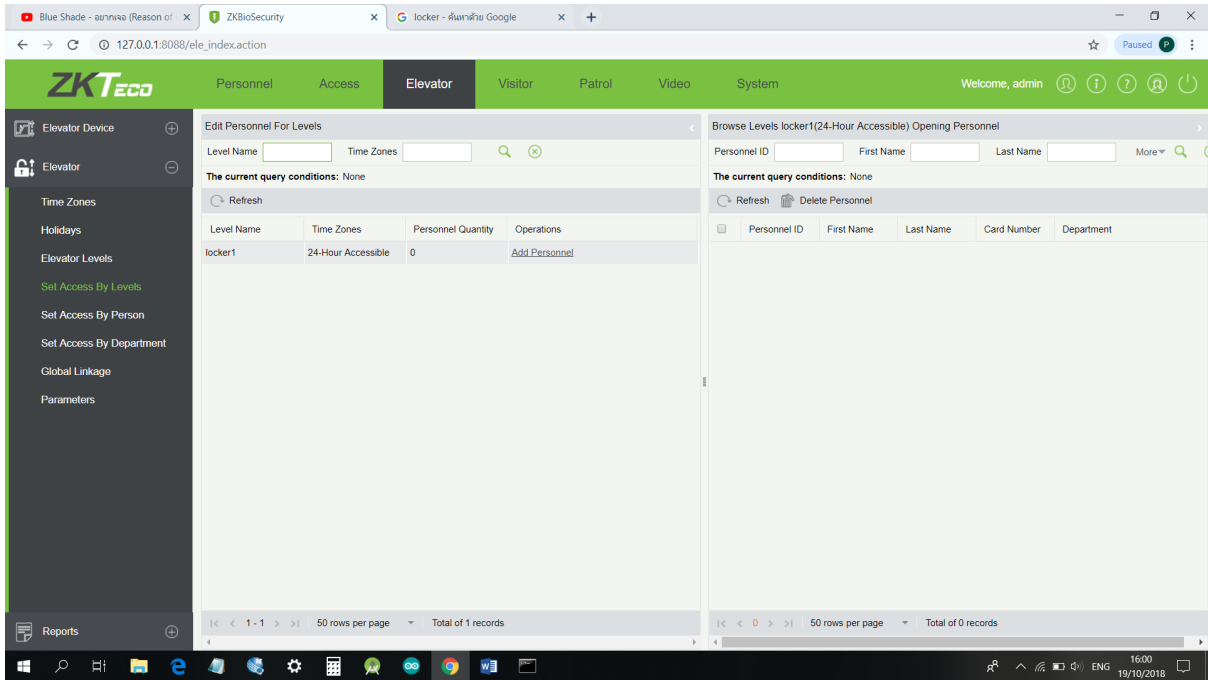 Blue Shade - อยากเจอ (Reason of
ZKBioSecurity
locker - ค้นหาด้วย Google
127.0.0.1:8088/ele_index.action
Paused P
ZKTECO
Personnel Access Elevator Visitor Patrol Video System
Welcome, admin
Elevator Device
Elevator
Time Zones
Holidays
Elevator Levels
Set Access By Levels
Set Access By Person
Set Access By Department
Global Linkage
Parameters
Reports
Edit Personnel For Levels
Level Name Time Zones
The current query conditions: None
Refresh
Level Name Time Zones Personnel Quantity Operations
locker1 24-Hour Accessible 0 Add Personnel
1 - 1 50 rows per page Total of 1 records
Browse Levels locker1(24-Hour Accessible) Opening Personnel
Personnel ID First Name Last Name More
The current query conditions: None
Refresh Delete Personnel
Personnel ID First Name Last Name Card Number Department
0 50 rows per page Total of 0 records
ENG
16:00
19/10/2018